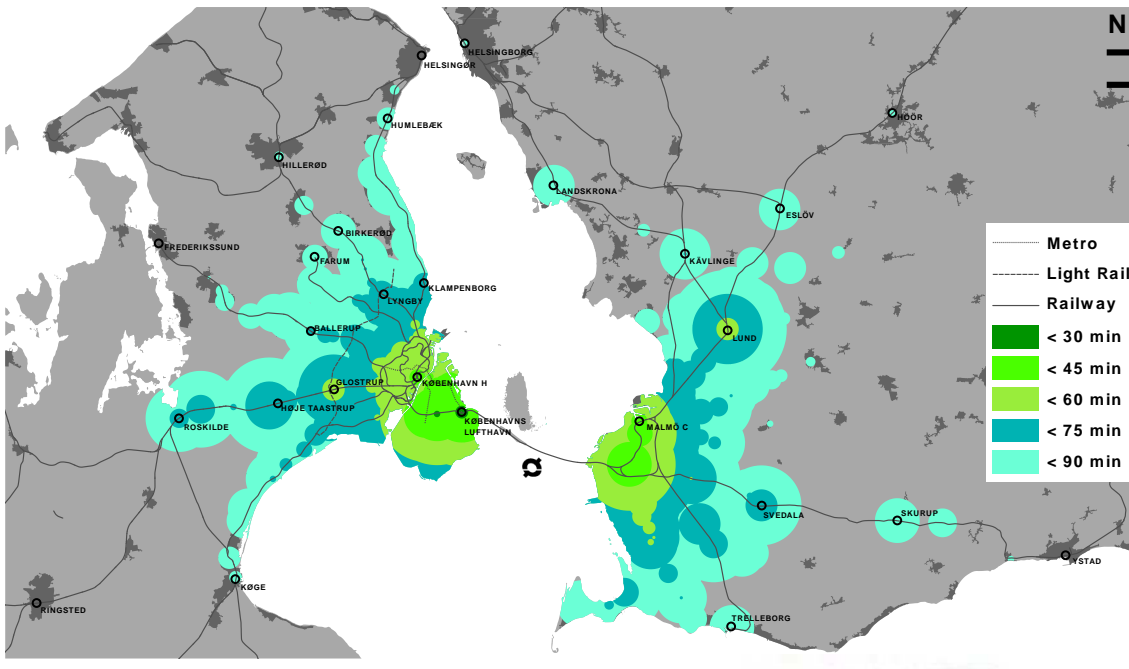 N
HELSINGBORG
HELSINGØR
HÖÖR
HUMLEBÆK
HILLERØD
LANDSKRONA
ESLÖV
BIRKERØD
FREDERIKSSUND
FARUM
KÄVLINGE
Metro
Light Rail
Railway
< 30 min
< 45 min
< 60 min
< 75 min
< 90 min
KLAMPENBORG
LYNGBY
BALLERUP
LUND
KØBENHAVN H
GLOSTRUP
HØJE TAASTRUP
KØBENHAVNS
LUFTHAVN
ROSKILDE
MALMÖ C
SVEDALA
SKURUP
YSTAD
KØGE
RINGSTED
TRELLEBORG